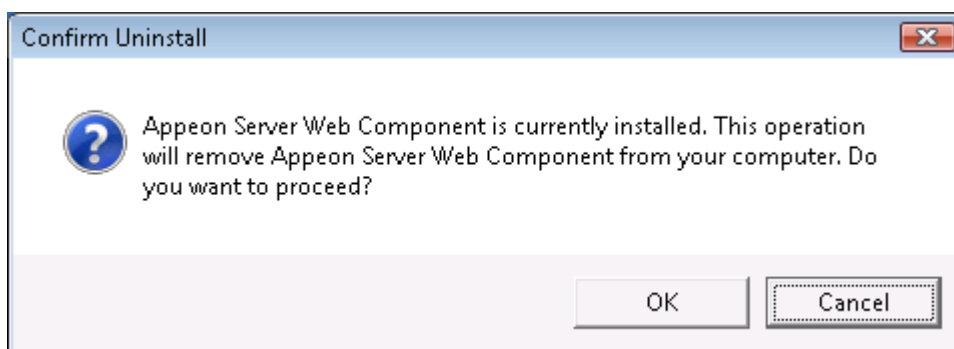 Confirm Uninstall
Appeon Server Web Component is currently installed. This operation
will remove Appeon Server Web Component from your computer. Do
you want to proceed?
OK
Cancel